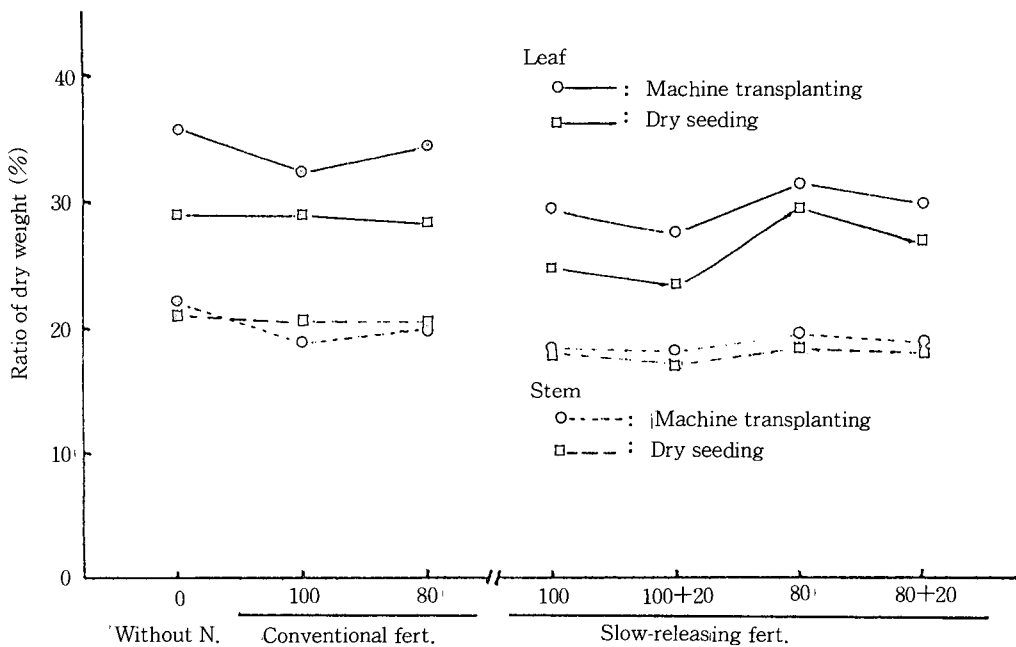 Ratio of dry weight (%)
40
30
20
10
0
Leaf
: Machine transplanting
: Dry seeding
Stem
: Machine transplanting
: Dry seeding
0 100 80 100 100+20 80 80+20
Without N. Conventional fert. Slow-releasing fert.